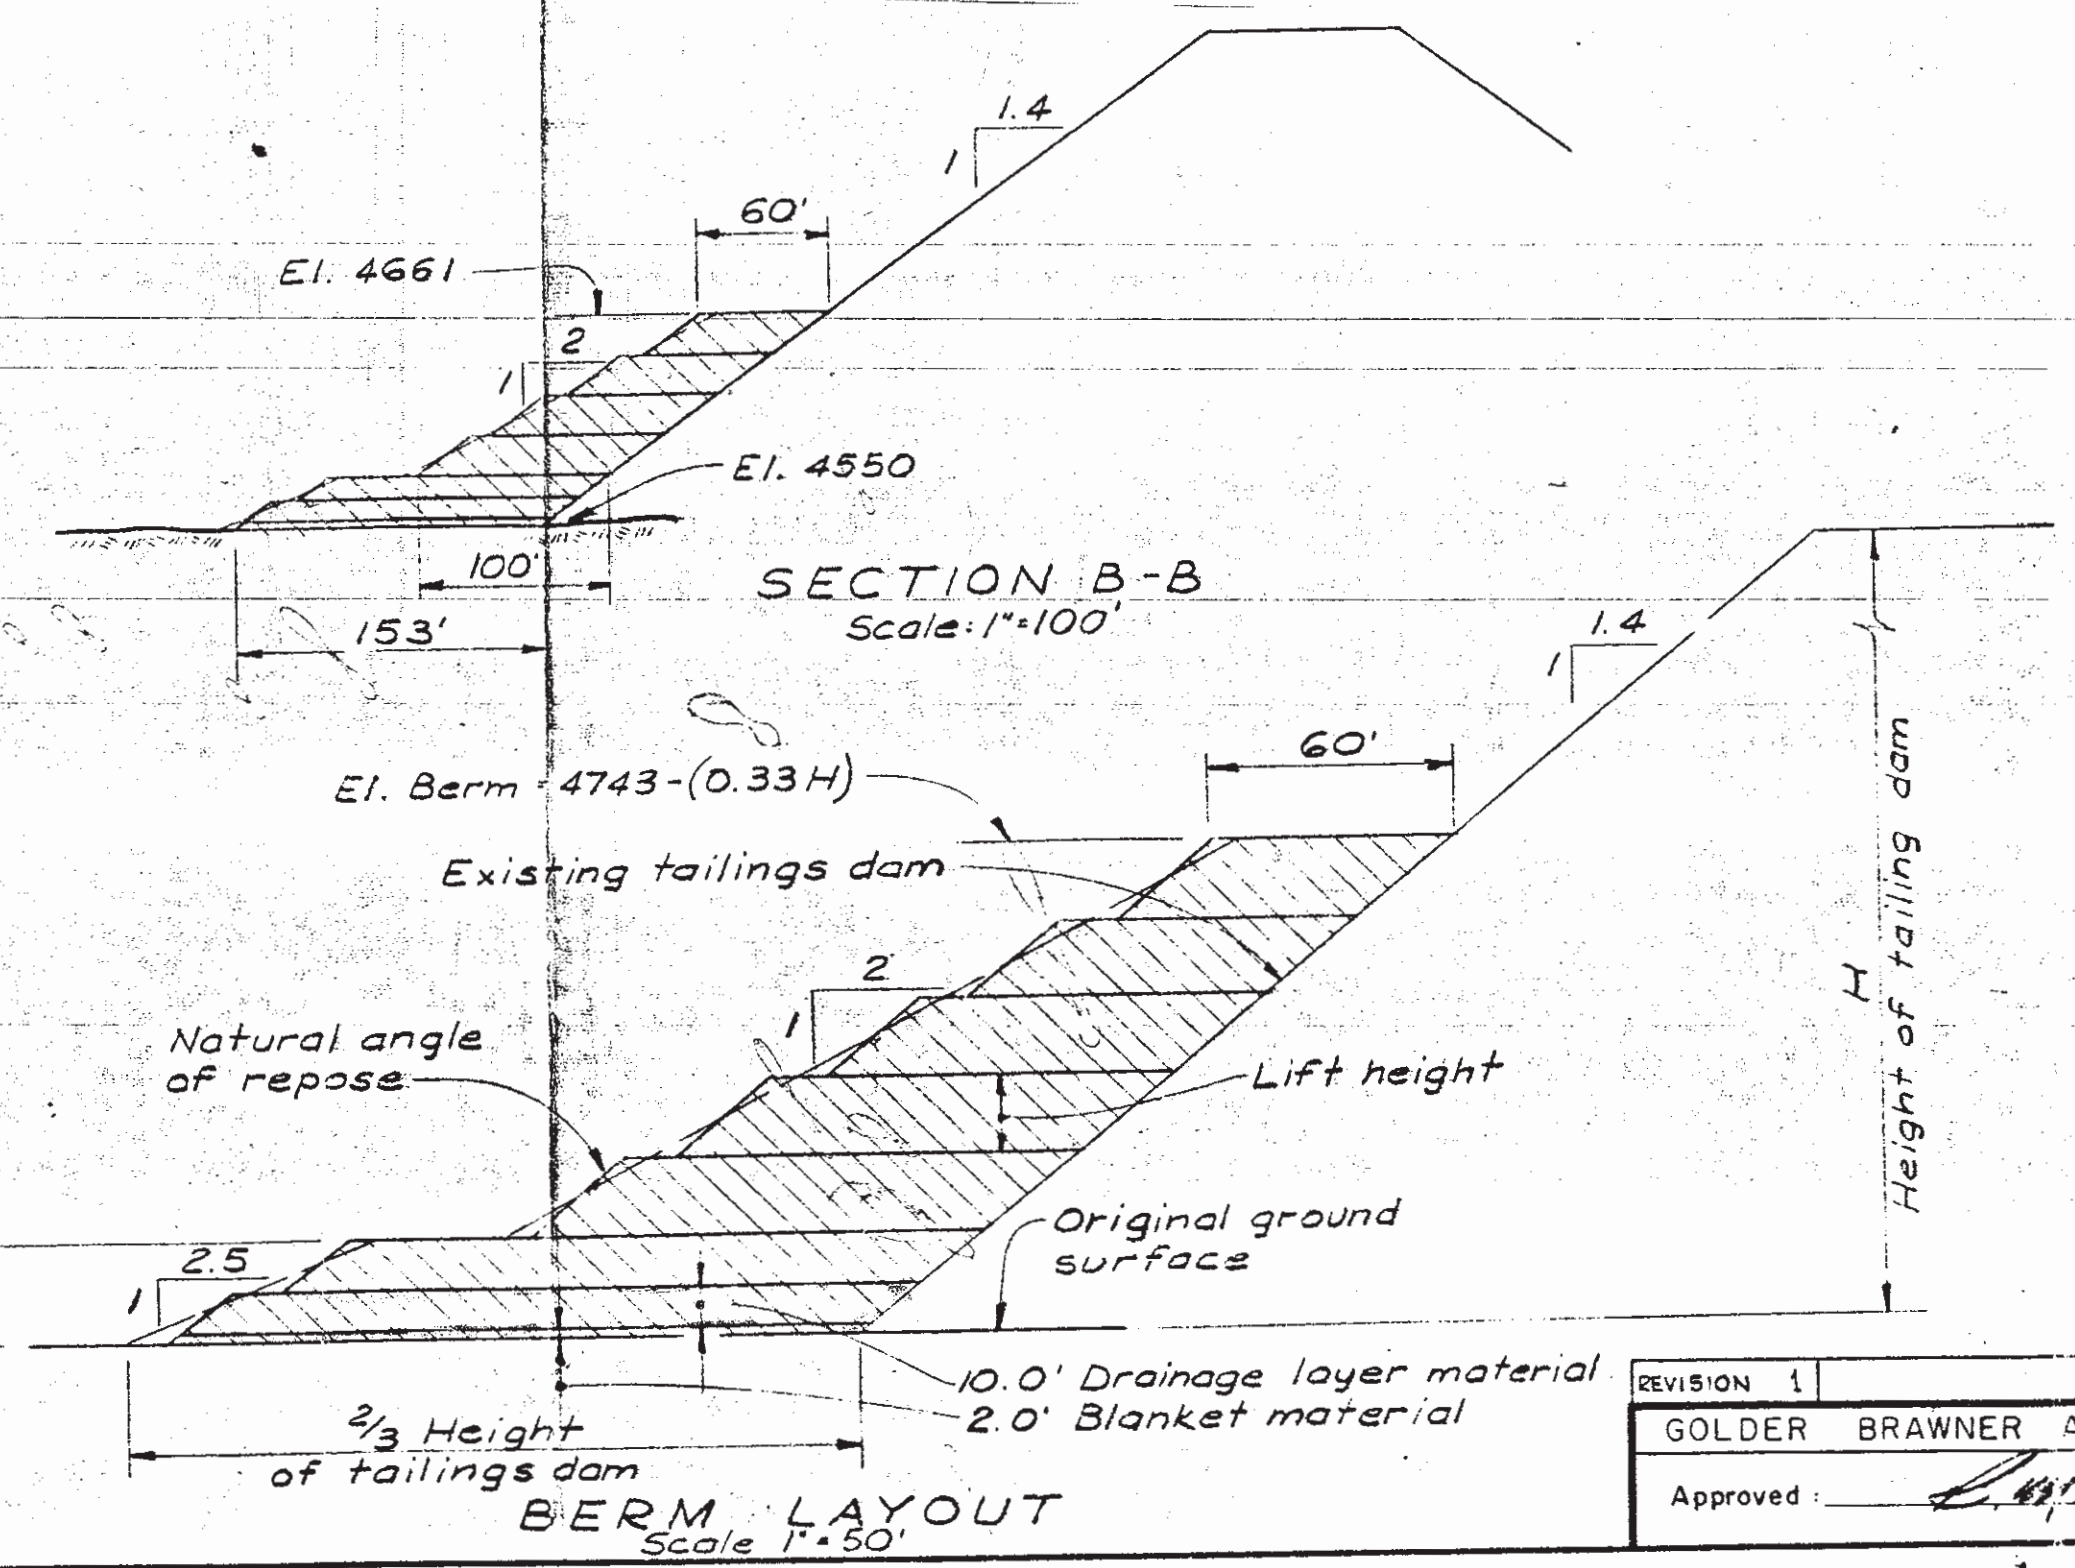 1.4
1
60'
El. 4661
2
1
El. 4550
100'
153'
SECTION B-B
Scale: 1"=100'
1.4
1
60'
El. Berm = 4743-(0.33H)
Existing tailings dam
2
1
Natural angle
of repose
Lift height
H
Height of tailing dam
Original ground
surface
2.5
1
10.0' Drainage layer material
2.0' Blanket material
2/3 Height
of tailings dam
BERM LAYOUT
Scale 1"=50'
REVISION 1
GOLDER BRAWNER A
Approved :